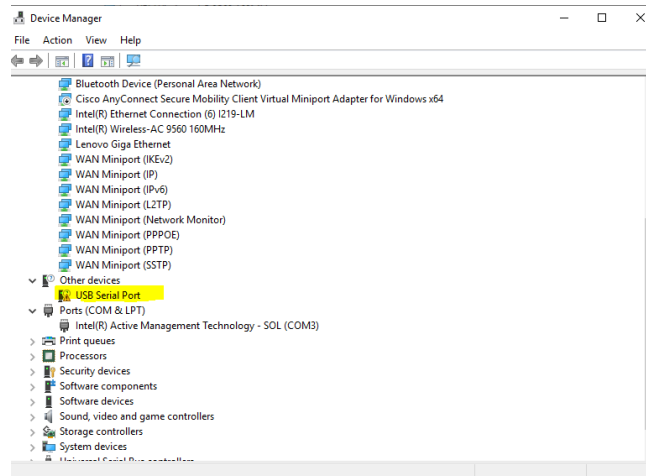 Device Manager
File Action View Help
Bluetooth Device (Personal Area Network)
Cisco AnyConnect Secure Mobility Client Virtual Miniport Adapter for Windows x64
Intel(R) Ethernet Connection (6) I219-LM
Intel(R) Wireless-AC 9560 160MHz
Lenovo Giga Ethernet
WAN Miniport (IKEv2)
WAN Miniport (IP)
WAN Miniport (IPv6)
WAN Miniport (L2TP)
WAN Miniport (Network Monitor)
WAN Miniport (PPPOE)
WAN Miniport (PPTP)
WAN Miniport (SSTP)
Other devices
USB Serial Port
Ports (COM & LPT)
Intel(R) Active Management Technology - SOL (COM3)
Print queues
Processors
Security devices
Software components
Software devices
Sound, video and game controllers
Storage controllers
System devices
Universal Serial Bus controllers